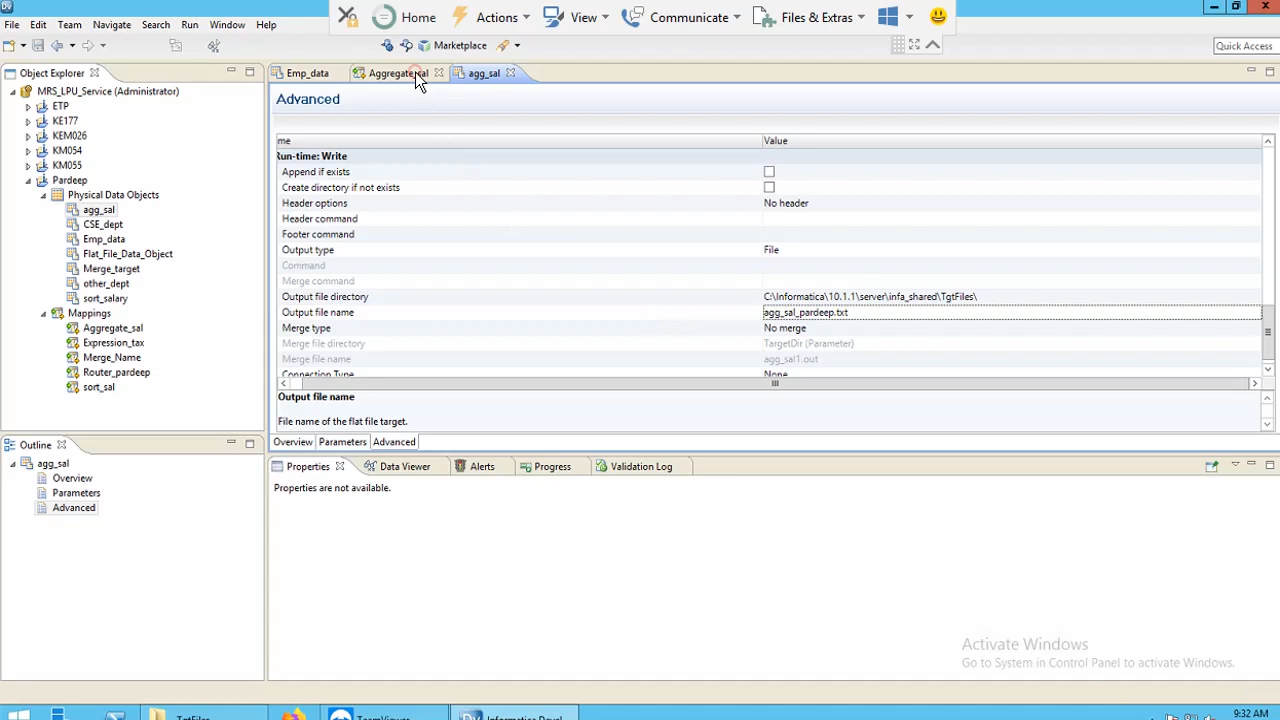 Home Actions View Communicate Files & Extras
File Edit Team Navigate Search Run Window Help
Marketplace
Quick Access
Object Explorer
MRS_LPU_Service (Administrator)
ETP
KE177
KEM026
KM054
KM055
Pardeep
Physical Data Objects
agg_sal
CSE_dept
Emp_data
Flat_File_Data_Object
Merge_target
other_dept
sort_salary
Mappings
Aggregate_sal
Expression_tax
Merge_Name
Router_pardeep
sort_sal
Outline
agg_sal
Overview
Parameters
Advanced
Emp_data Aggregate_sal agg_sal
Advanced
me Value
Run-time: Write
Append if exists
Create directory if not exists
Header options No header
Header command
Footer command
Output type File
Command
Merge command
Output file directory C:\Informatica\10.1.1\server\infa_shared\TgtFiles\
Output file name agg_sal_pardeep.txt
Merge type No merge
Merge file directory TargetDir (Parameter)
Merge file name agg_sal1.out
Connection Type None
Output file name
File name of the flat file target.
Overview Parameters Advanced
Properties Data Viewer Alerts Progress Validation Log
Properties are not available.
Activate Windows
Go to System in Control Panel to activate Windows.
TgtFiles TeamViewer Informatica Devel...
9:32 AM